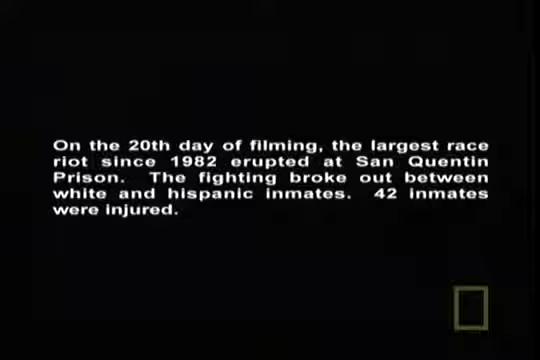 On the 20th day of filming, the largest race
riot since 1982 erupted at San Quentin
Prison. The fighting broke out between
white and hispanic inmates. 42 inmates
were injured.